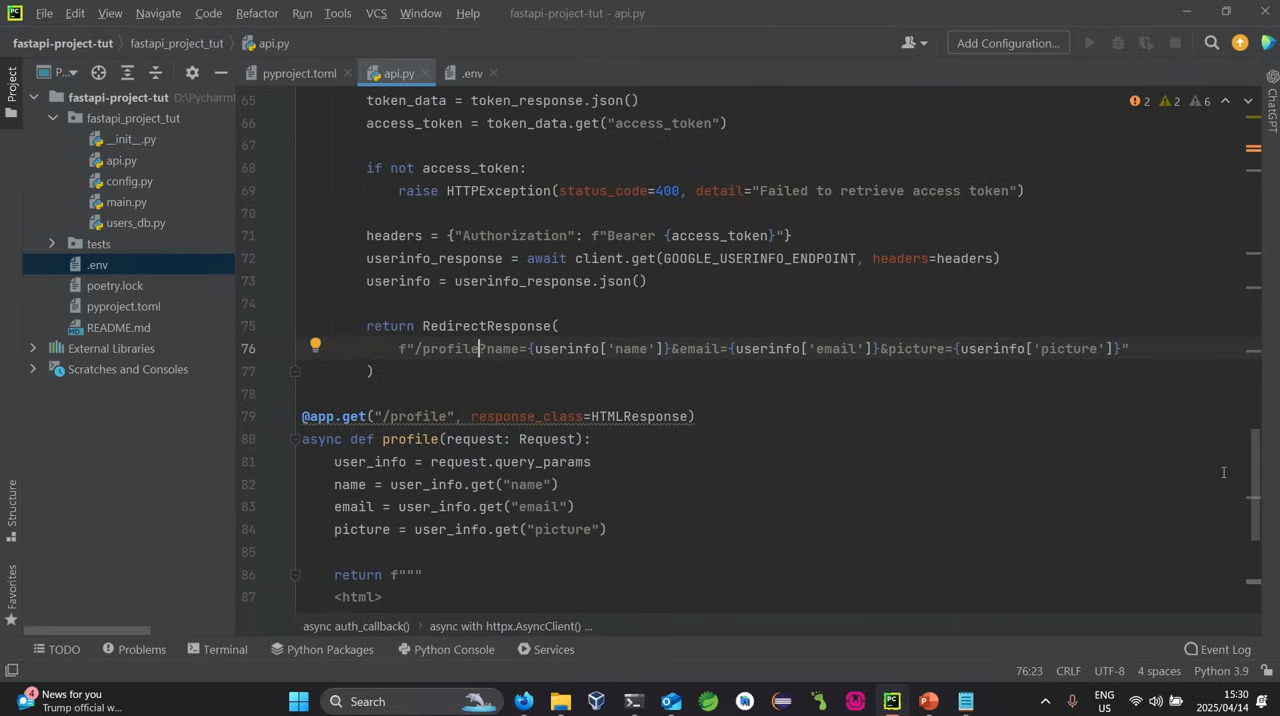 File Edit View Navigate Code Refactor Run Tools VCS Window Help fastapi-project-tut - api.py
fastapi-project-tut fastapi_project_tut api.py Add Configuration...
P... pyproject.toml api.py .env
Project
fastapi-project-tut D:\Pycharm
fastapi_project_tut
__init__.py
api.py
config.py
main.py
users_db.py
tests
.env
poetry.lock
pyproject.toml
README.md
External Libraries
Scratches and Consoles
Structure
Favorites
2 2 6
ChatGPT
65 token_data = token_response.json()
66 access_token = token_data.get("access_token")
67
68 if not access_token:
69 raise HTTPException(status_code=400, detail="Failed to retrieve access token")
70
71 headers = {"Authorization": f"Bearer {access_token}"}
72 userinfo_response = await client.get(GOOGLE_USERINFO_ENDPOINT, headers=headers)
73 userinfo = userinfo_response.json()
74
75 return RedirectResponse(
76 f"/profile?name={userinfo['name']}&email={userinfo['email']}&picture={userinfo['picture']}"
77 )
78
79 @app.get("/profile", response_class=HTMLResponse)
80 async def profile(request: Request):
81 user_info = request.query_params
82 name = user_info.get("name")
83 email = user_info.get("email")
84 picture = user_info.get("picture")
85
86 return f"""
87 <html>
async auth_callback() async with httpx.AsyncClient() ...
TODO Problems Terminal Python Packages Python Console Services Event Log
76:23 CRLF UTF-8 4 spaces Python 3.9
4 News for you
Trump official w...
Search
ENG
US
15:30
2025/04/14